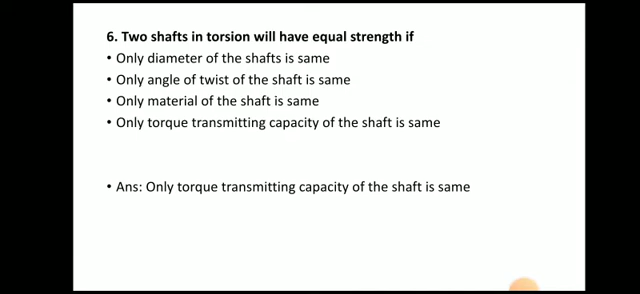 6. Two shafts in torsion will have equal strength if
• Only diameter of the shafts is same
• Only angle of twist of the shaft is same
• Only material of the shaft is same
• Only torque transmitting capacity of the shaft is same
• Ans: Only torque transmitting capacity of the shaft is same